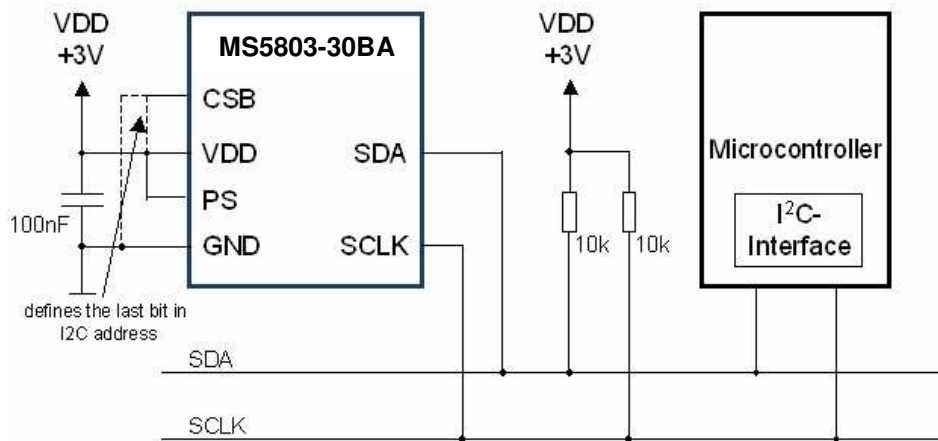 VDD
+3V
MS5803-30BA
CSB
VDD
PS
GND
SDA
SCLK
100nF
defines the last bit in
I2C address
VDD
+3V
10k
10k
Microcontroller
I²C-
Interface
SDA
SCLK